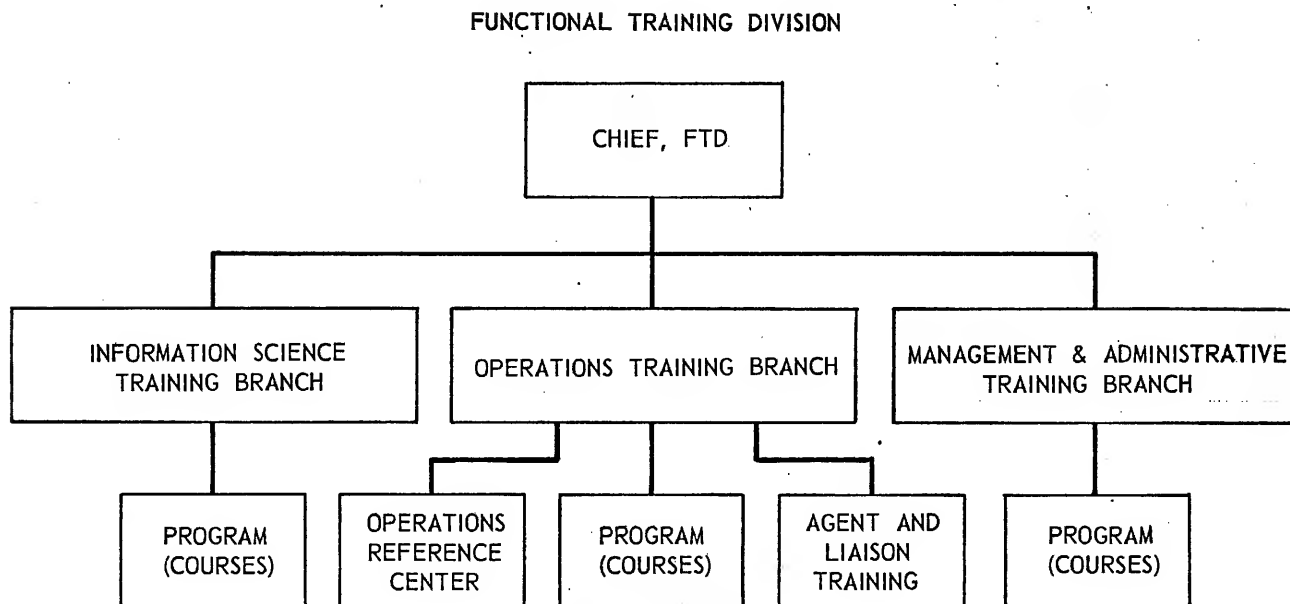 FUNCTIONAL TRAINING DIVISION
CHIEF, FTD
INFORMATION SCIENCE
TRAINING BRANCH
OPERATIONS TRAINING BRANCH
MANAGEMENT & ADMINISTRATIVE
TRAINING BRANCH
PROGRAM
(COURSES)
OPERATIONS
REFERENCE
CENTER
PROGRAM
(COURSES)
AGENT AND
LIAISON
TRAINING
PROGRAM
(COURSES)